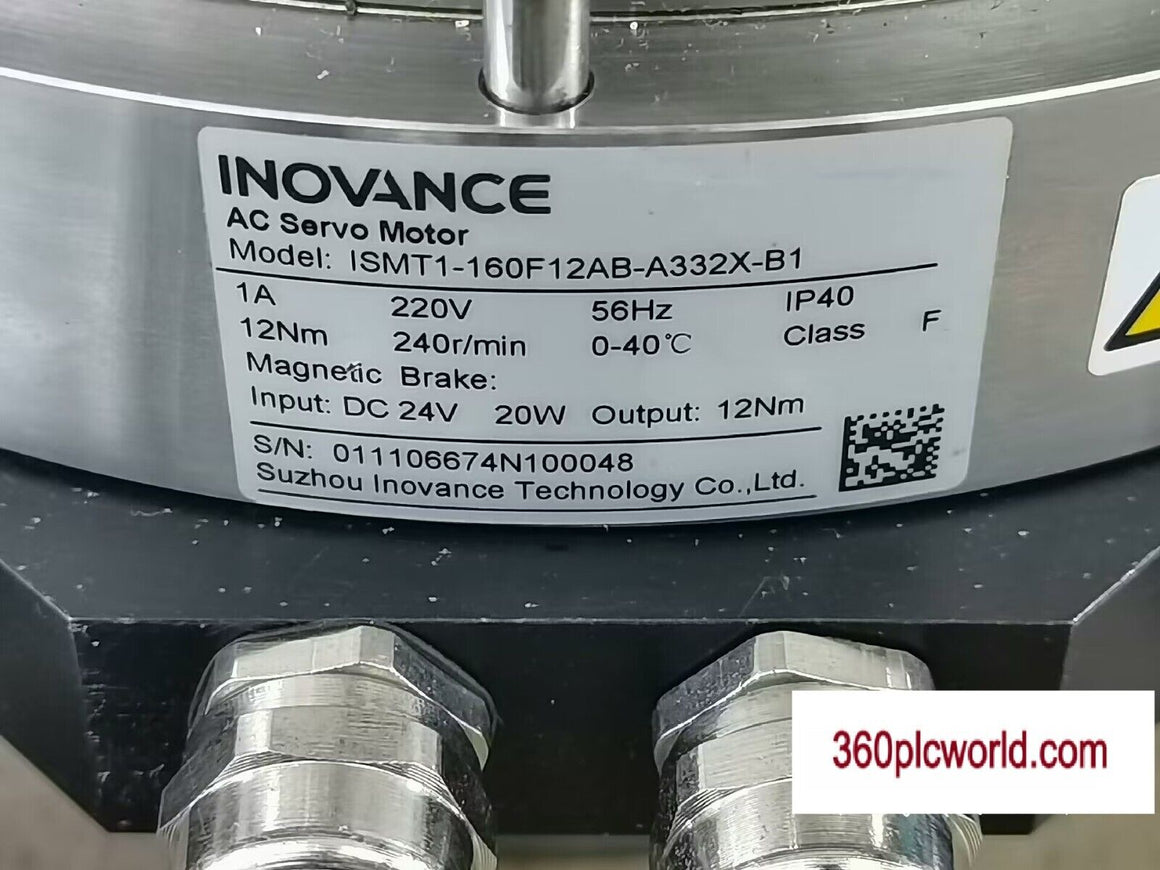 INOVANCE
AC Servo Motor
Model: ISMT1-160F12AB-A332X-B1
1A 220V 56Hz IP40
12Nm 240r/min 0-40℃ Class F
Magnetic Brake:
Input: DC 24V 20W Output: 12Nm
S/N: 011106674N100048
Suzhou Inovance Technology Co.,Ltd.
360plcworld.com